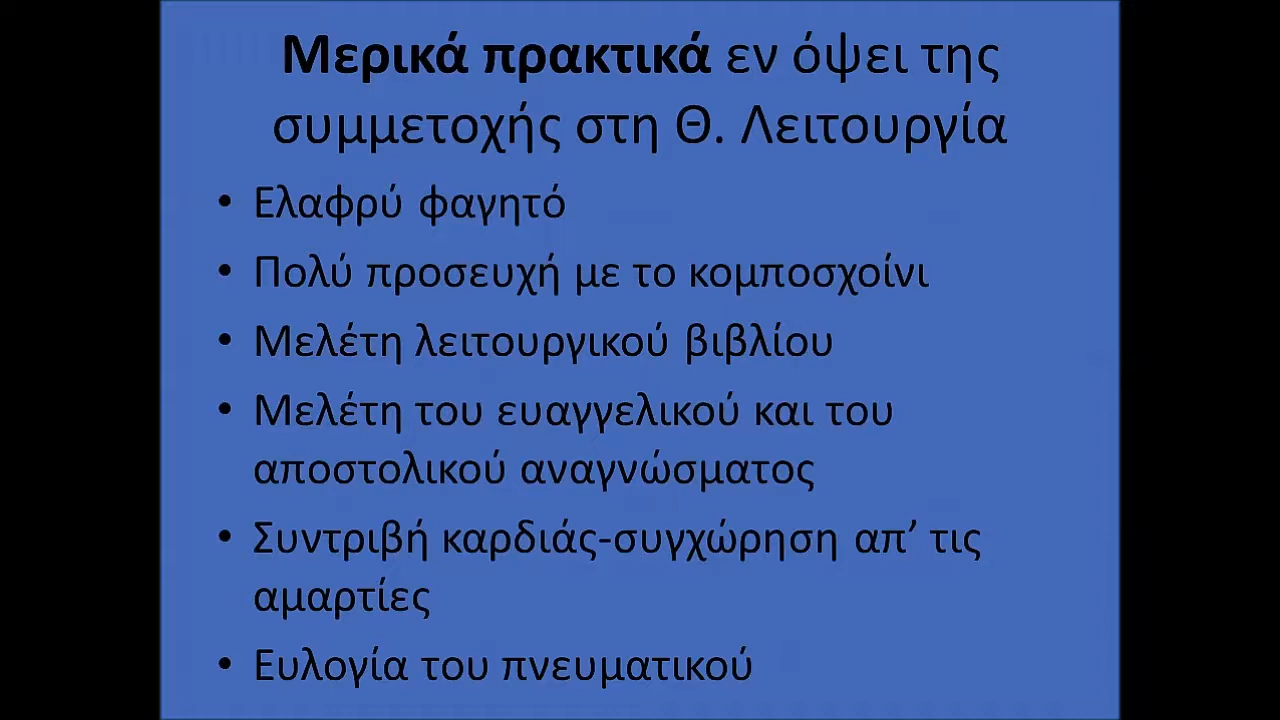 Μερικά πρακτικά εν όψει της
συμμετοχής στη Θ. Λειτουργία
• Ελαφρύ φαγητό
• Πολύ προσευχή με το κομποσχοίνι
• Μελέτη λειτουργικού βιβλίου
• Μελέτη του ευαγγελικού και του
αποστολικού αναγνώσματος
• Συντριβή καρδιάς-συγχώρηση απ’ τις
αμαρτίες
• Ευλογία του πνευματικού